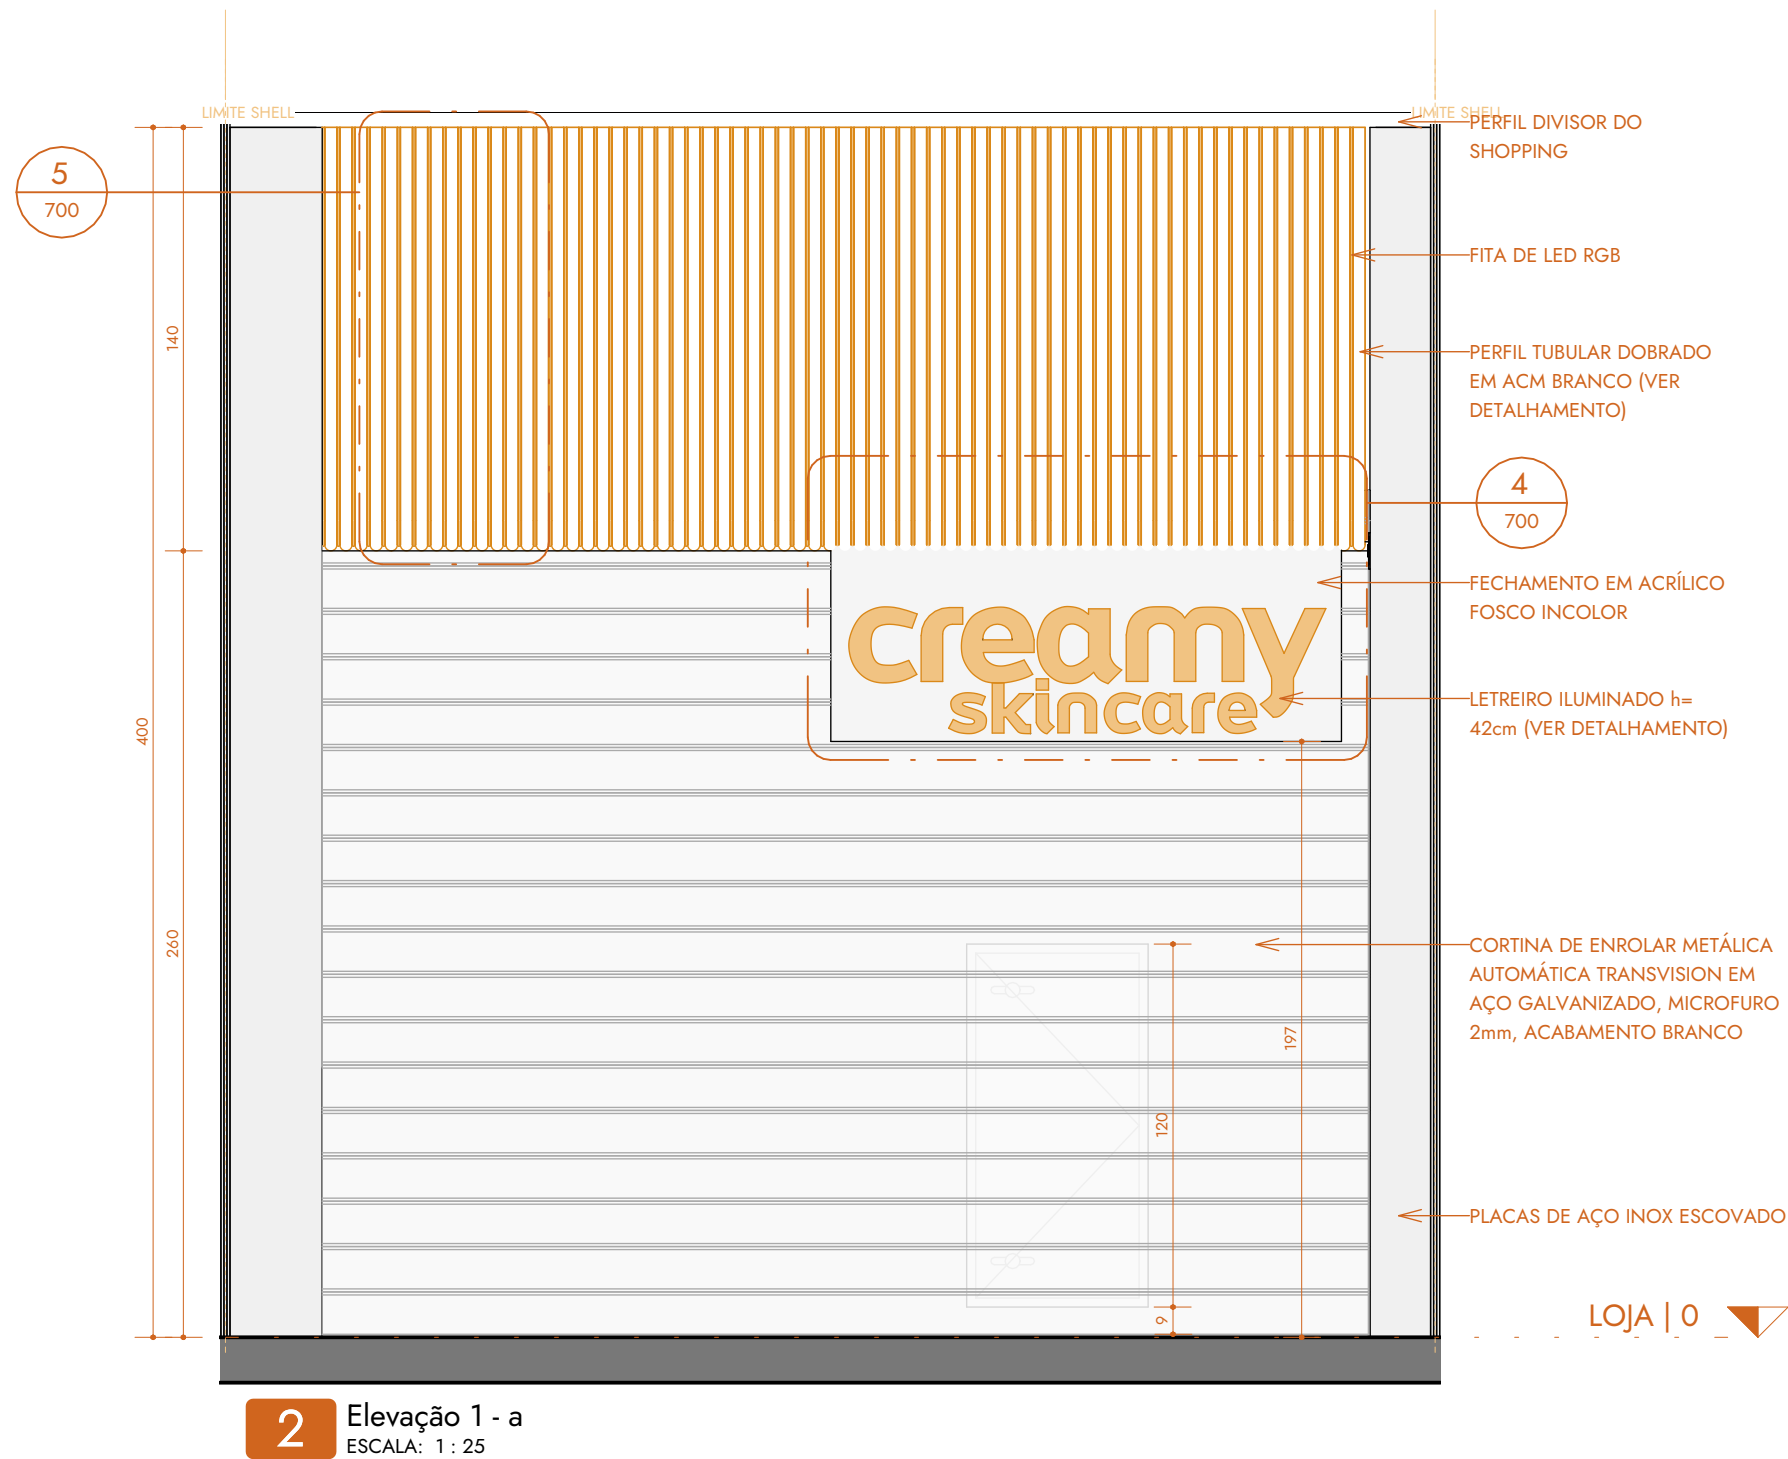 LIMITE SHELL
LIMITE SHELL
PERFIL DIVISOR DO
SHOPPING
5
700
FITA DE LED RGB
140
PERFIL TUBULAR DOBRADO
EM ACM BRANCO (VER
DETALHAMENTO)
4
700
FECHAMENTO EM ACRÍLICO
FOSCO INCOLOR
creamy
skincare
LETREIRO ILUMINADO h=
42cm (VER DETALHAMENTO)
400
260
CORTINA DE ENROLAR METÁLICA
AUTOMÁTICA TRANSVISION EM
AÇO GALVANIZADO, MICROFURO
2mm, ACABAMENTO BRANCO
197
120
PLACAS DE AÇO INOX ESCOVADO
9
LOJA | 0
2
Elevação 1 - a
ESCALA: 1 : 25